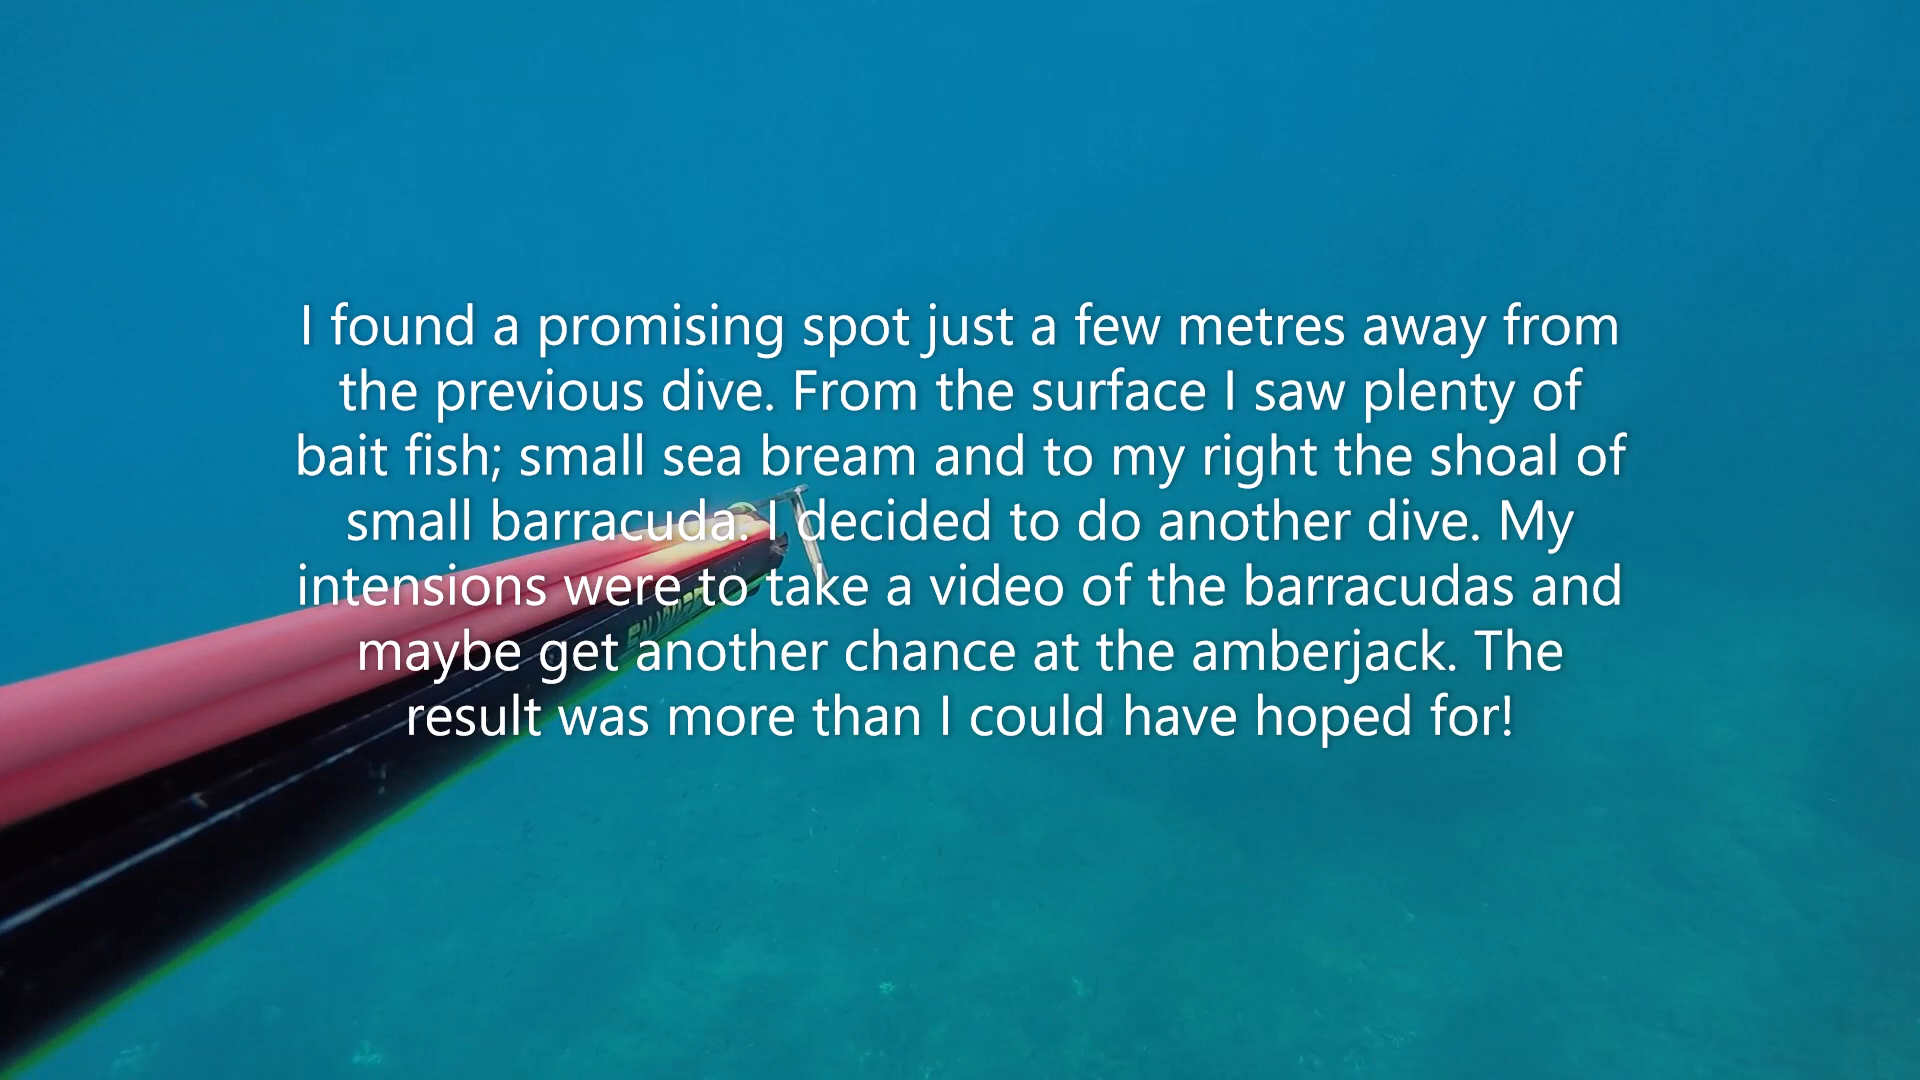 I found a promising spot just a few metres away from
the previous dive. From the surface I saw plenty of
bait fish; small sea bream and to my right the shoal of
small barracuda. I decided to do another dive. My
intensions were to take a video of the barracudas and
maybe get another chance at the amberjack. The
result was more than I could have hoped for!